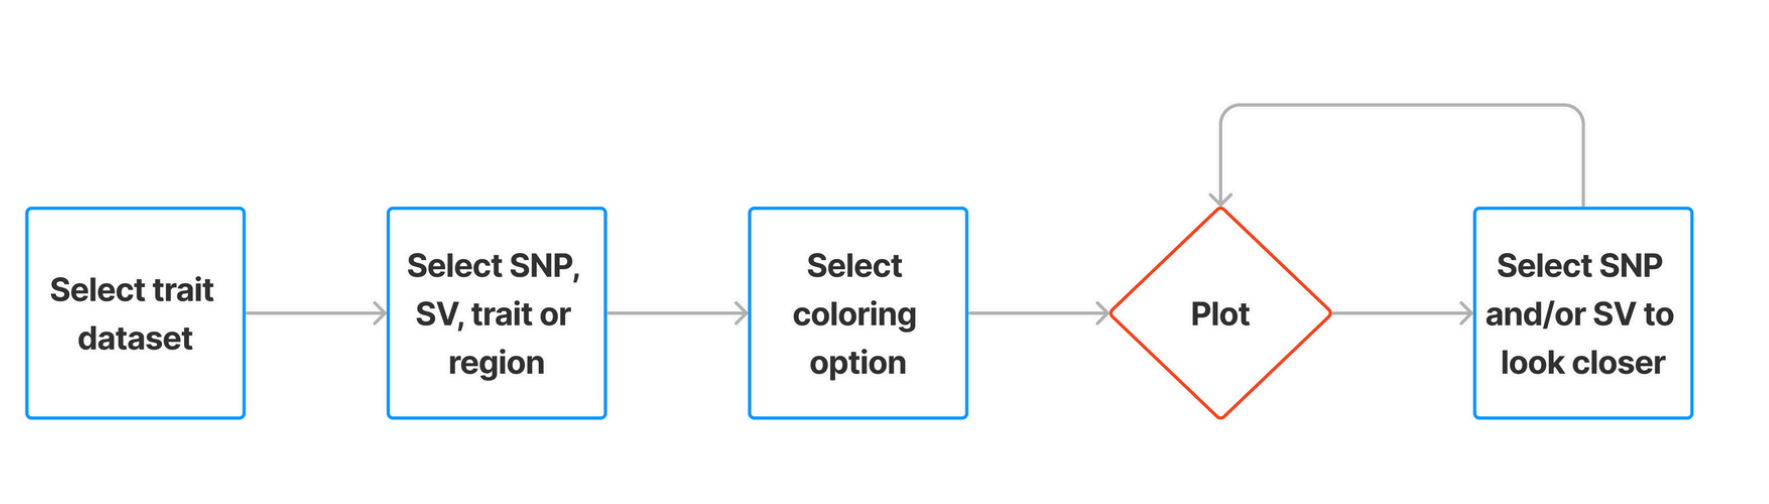 Select trait
dataset
Select SNP,
SV, trait or
region
Select
coloring
option
Plot
Select SNP
and/or SV to
look closer